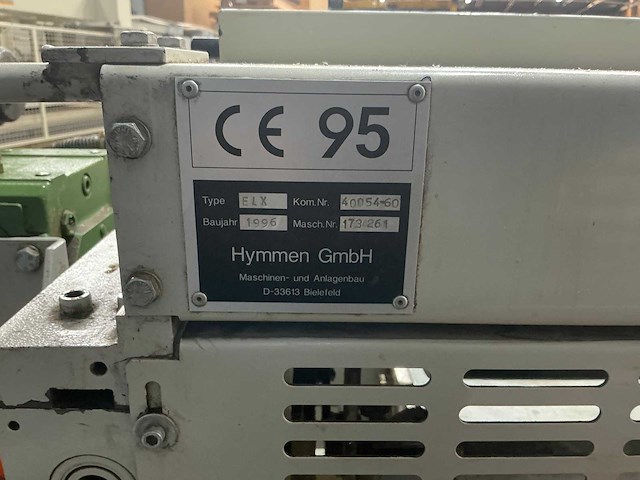 CE 95
Type ELX Kom.Nr. 40054-60
Baujahr 1996 Masch.Nr. 173/261
Hymmen GmbH
Maschinen- und Anlagenbau
D-33613 Bielefeld